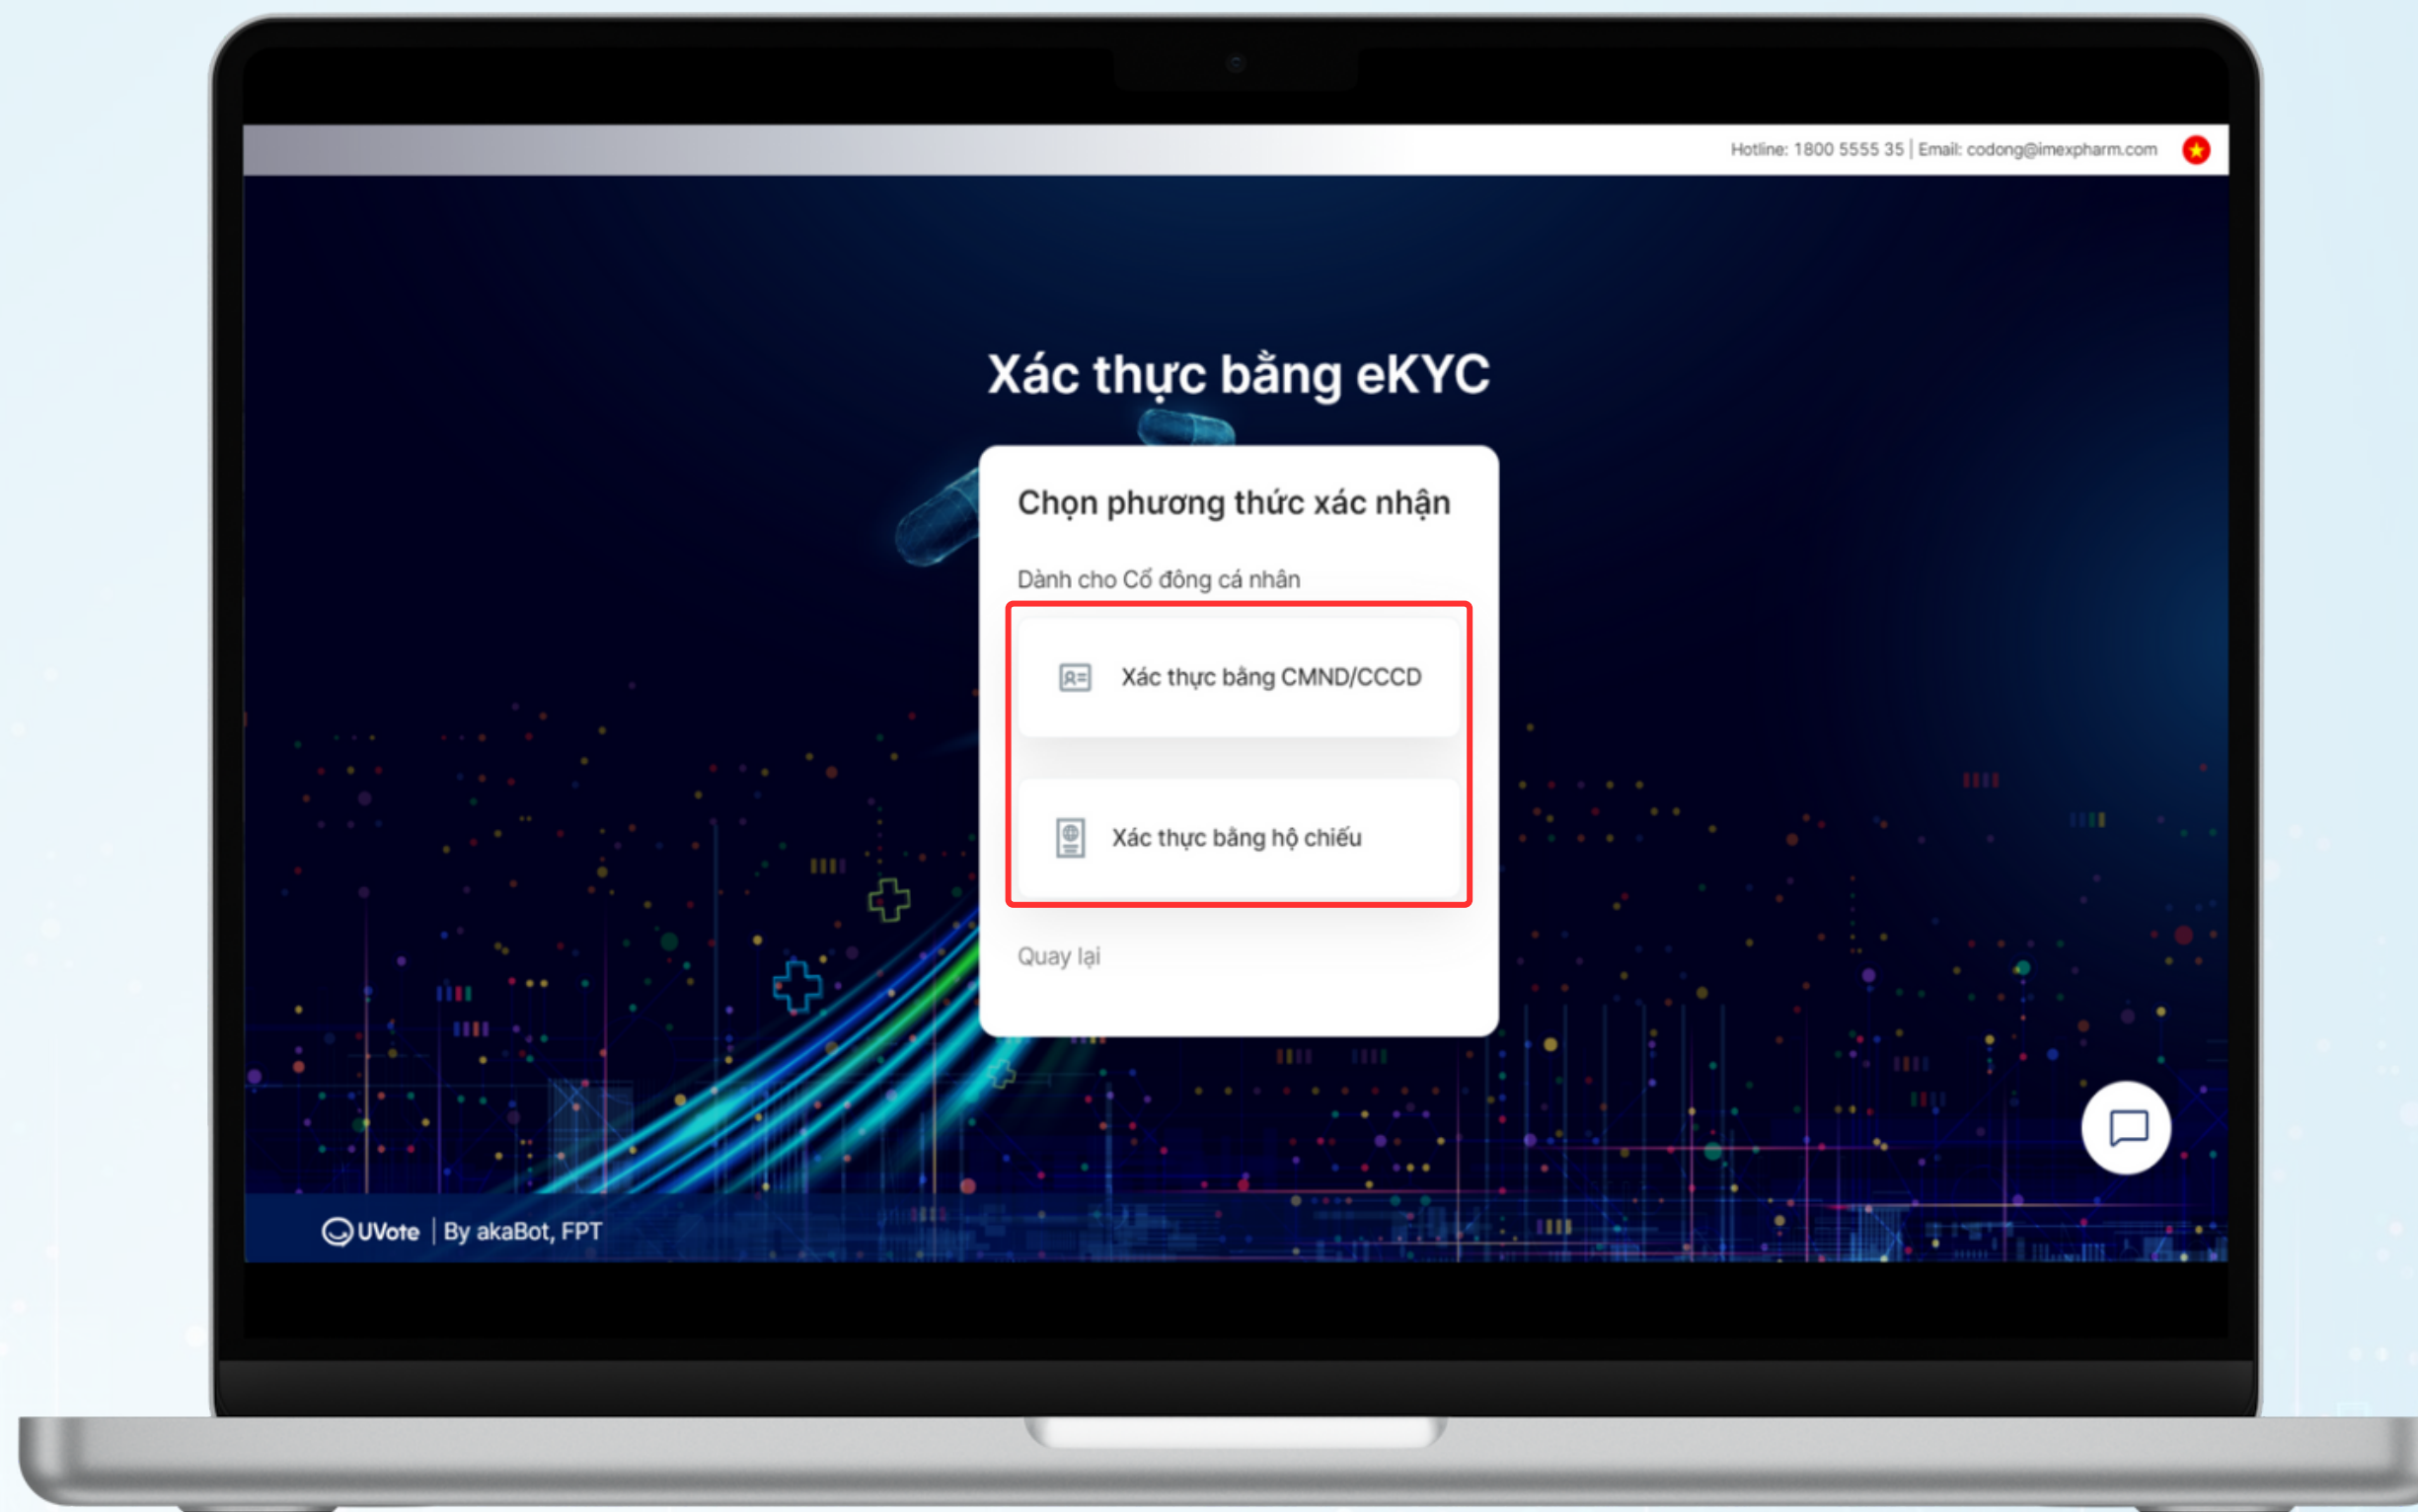 Hotline: 1800 5555 35 | Email: codong@imexpharm.com
Xác thực bằng eKYC
Chọn phương thức xác nhận
Dành cho Cổ đông cá nhân
Xác thực bằng CMND/CCCD
Xác thực bằng hộ chiếu
Quay lại
UVote | By akaBot, FPT